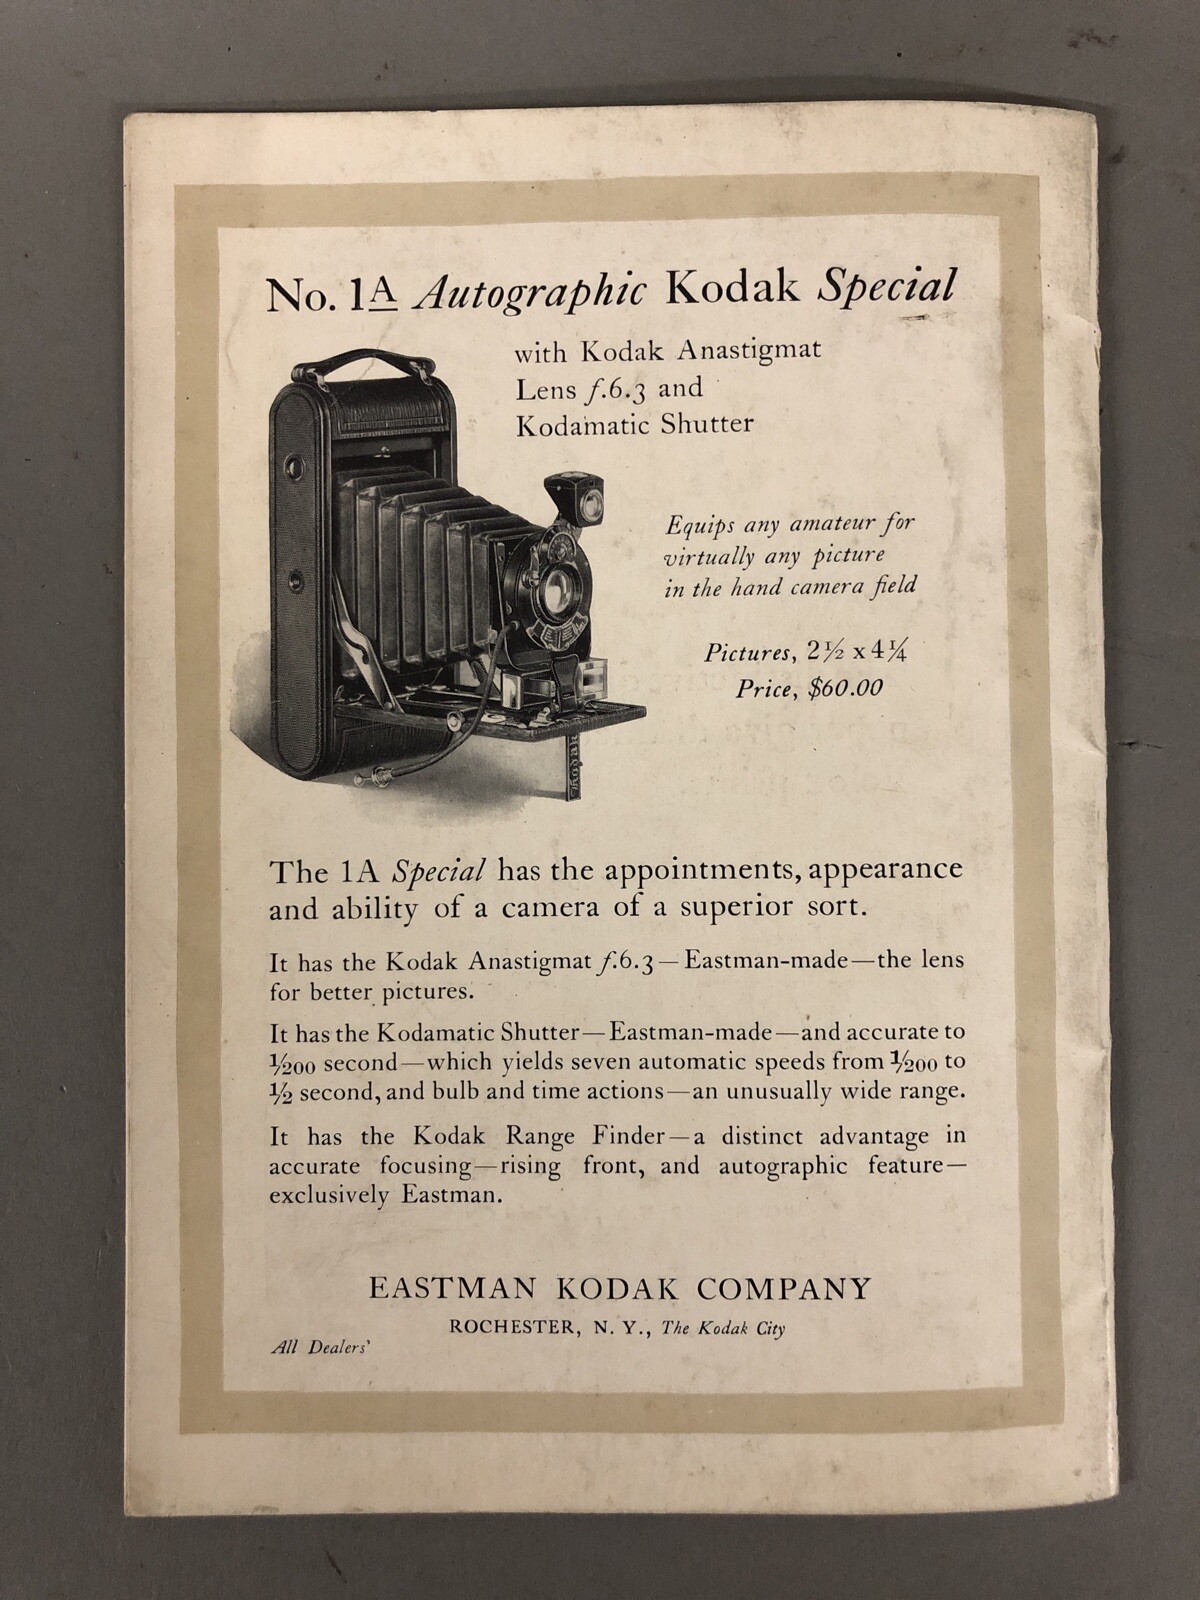 No. 1A Autographic Kodak Special
with Kodak Anastigmat
Lens f.6.3 and
Kodamatic Shutter
Equips any amateur for
virtually any picture
in the hand camera field
Pictures, 2½ x 4¼
Price, $60.00
Kodak
The 1A Special has the appointments, appearance
and ability of a camera of a superior sort.
It has the Kodak Anastigmat f.6.3—Eastman-made—the lens
for better pictures.
It has the Kodamatic Shutter—Eastman-made—and accurate to
1/200 second—which yields seven automatic speeds from 1/200 to
½ second, and bulb and time actions—an unusually wide range.
It has the Kodak Range Finder—a distinct advantage in
accurate focusing—rising front, and autographic feature—
exclusively Eastman.
EASTMAN KODAK COMPANY
ROCHESTER, N. Y., The Kodak City
All Dealers'